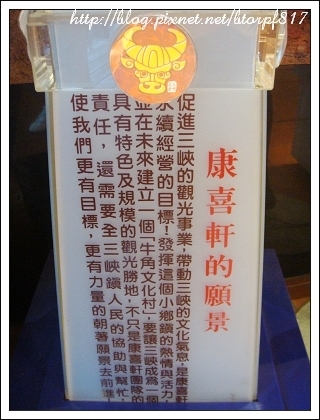 http://blog.pixnet.net/btorpf817
康喜軒的願景
促進三峽的觀光事業，帶動三峽的文化氣息，是康喜軒
永續經營的目標！發揮這個小鄉鎮的熱情與活力，
並在未來建立一個「牛角文化村」，要讓三峽成為一個
具有特色及規模的觀光勝地，不只是康喜軒團隊的
責任，還需要全三峽鎮人民的協助與幫忙，
使我們更有目標，更有力量的朝著願景去前進！